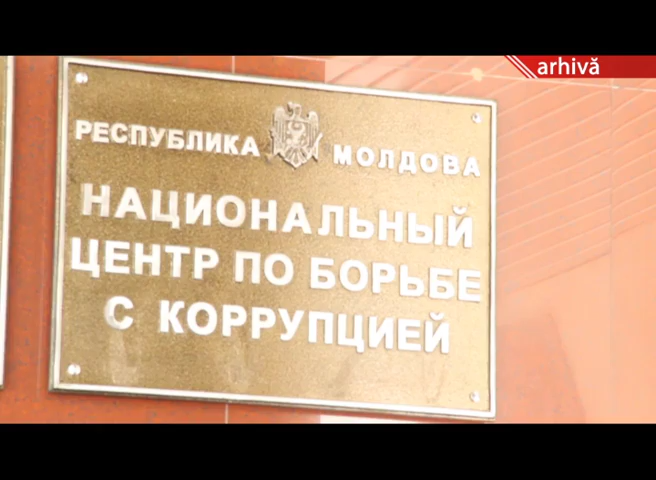 arhivă
РЕСПУБЛИКА МОЛДОВА
НАЦИОНАЛЬНЫЙ
ЦЕНТР ПО БОРЬБЕ
С КОРРУПЦИЕЙ